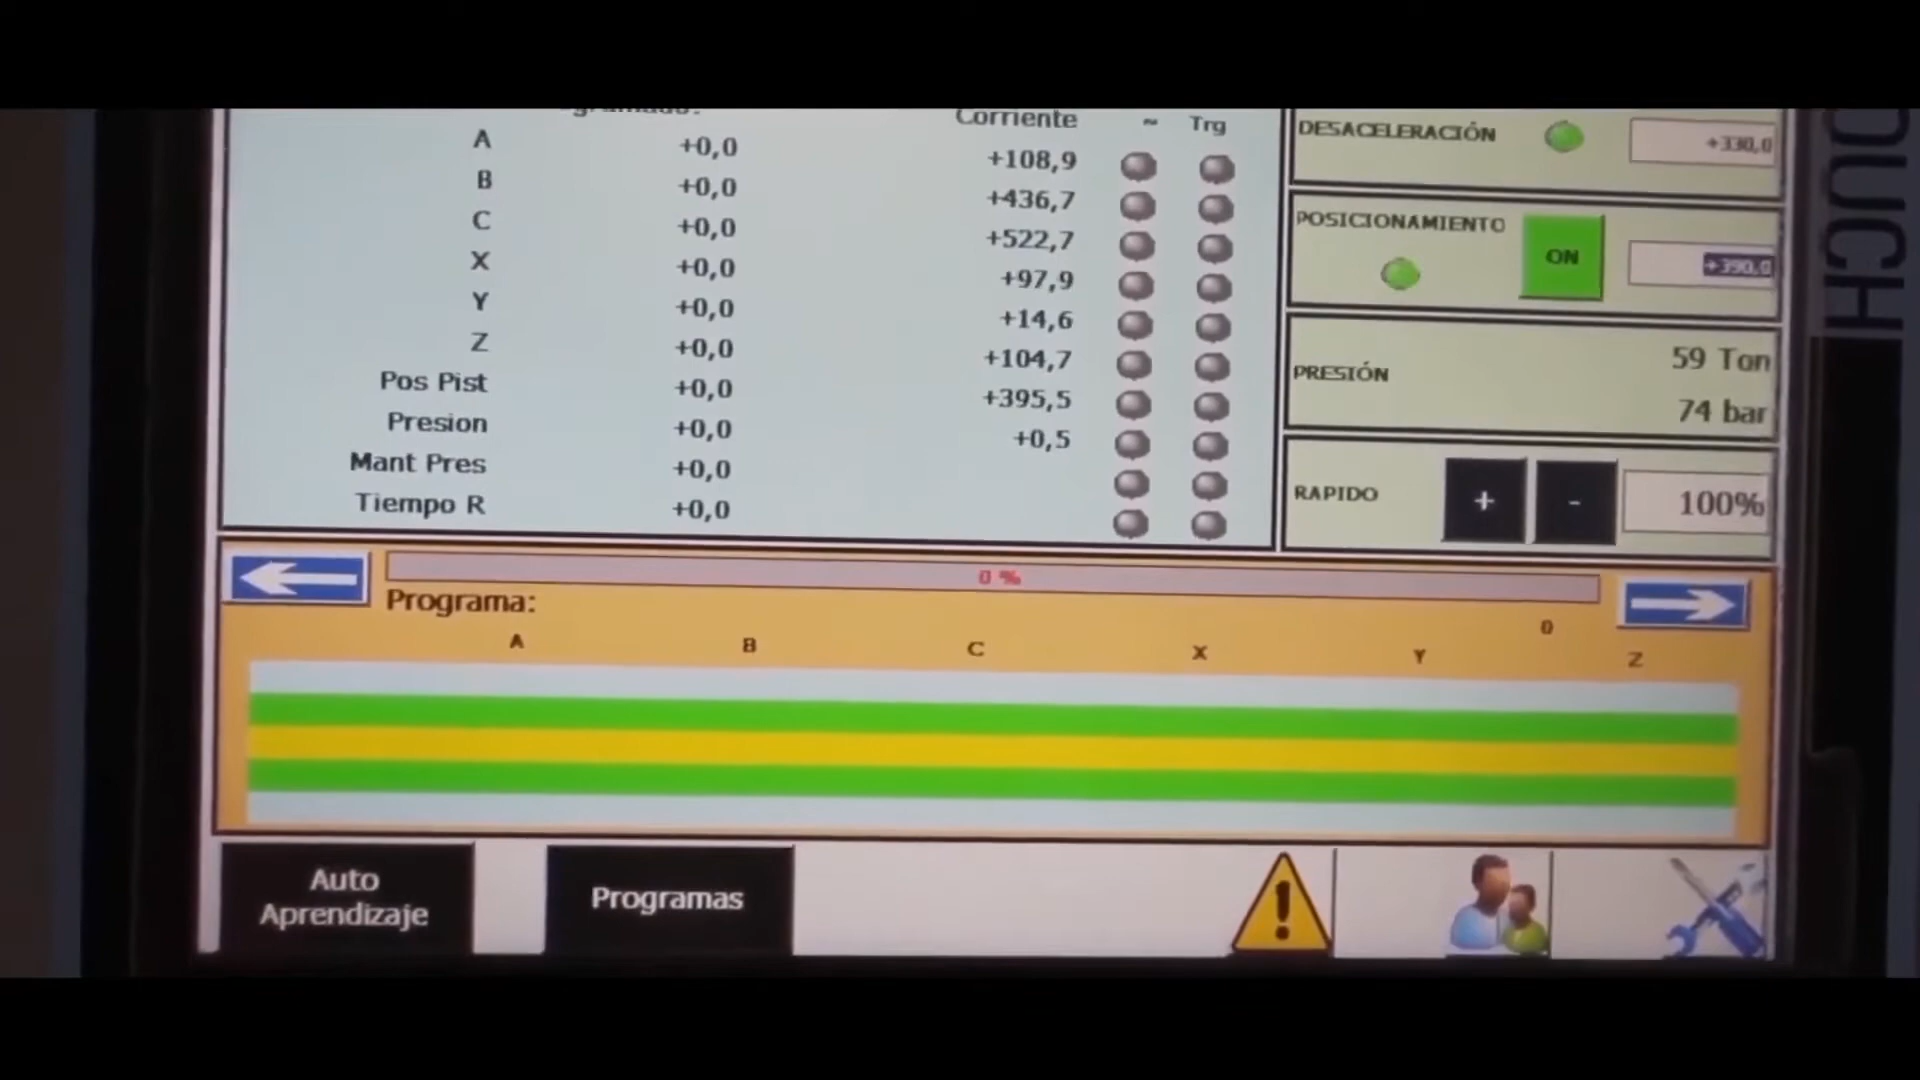 Corriente ~ Trg
A +0,0 +108,9
B +0,0 +436,7
C +0,0 +522,7
X +0,0 +97,9
Y +0,0 +14,6
Z +0,0 +104,7
Pos Pist +0,0 +395,5
Presion +0,0 +0,5
Mant Pres +0,0
Tiempo R +0,0
DESACELERACIÓN +330,0
POSICIONAMIENTO ON +390,0
PRESIÓN 59 Ton
74 bar
RAPIDO + - 100%
0 %
Programa:
0
A B C X Y Z
Auto
Aprendizaje
Programas
OUCH